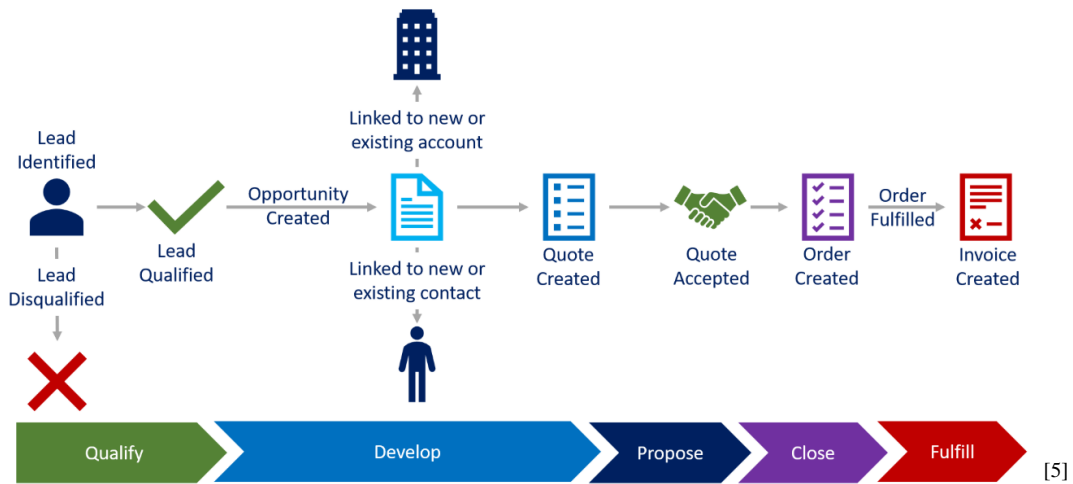 Linked to new or
existing account
Lead
Identified
Opportunity
Created
Order
Fulfilled
Lead
Qualified
Lead
Disqualified
Linked to new or
existing contact
Quote
Created
Quote
Accepted
Order
Created
Invoice
Created
Qualify
Develop
Propose
Close
Fulfill
[5]